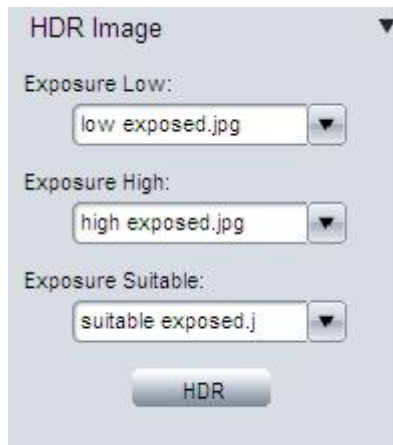 HDR Image
Exposure Low:
low exposed.jpg
Exposure High:
high exposed.jpg
Exposure Suitable:
suitable exposed.j
HDR